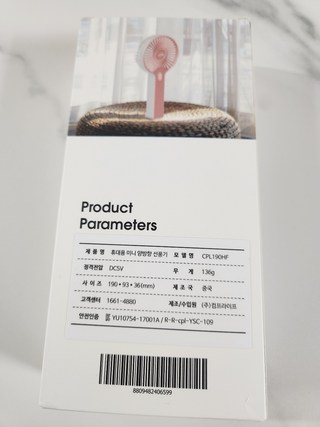 Product
Parameters
제 품 명 휴대용 미니 양방향 선풍기 모 델 명 CPL190HF
정격전압 DC5V 무 게 136g
사 이 즈 190*93*36(mm) 제 조 국 중국
고객센터 1661-4880 제조/수입원 (주)컴프라이프
안전인증 YU10754-17001A / R-R-cpl-YSC-109
8809482406599